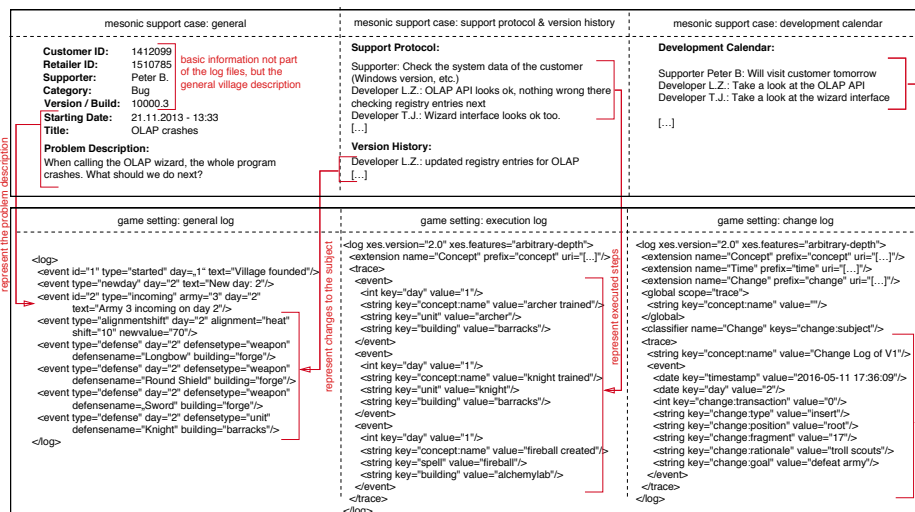 mesonic support case: general
Customer ID: 1412099
Retailer ID: 1510785
Supporter: Peter B.
Category: Bug
Version / Build: 10000.3
Starting Date: 21.11.2013 - 13:33
Title: OLAP crashes
Problem Description:
When calling the OLAP wizard, the whole program
crashes. What should we do next?
basic information not part
of the log files, but the
general village description
mesonic support case: support protocol & version history
Support Protocol:
Supporter: Check the system data of the customer
(Windows version, etc.)
Developer L.Z.: OLAP API looks ok, nothing wrong there
checking registry entries next
Developer T.J.: Wizard interface looks ok too.
[...]
Version History:
Developer L.Z.: updated registry entries for OLAP
[...]
mesonic support case: development calendar
Development Calendar:
Supporter Peter B: Will visit customer tomorrow
Developer L.Z.: Take a look at the OLAP API
Developer T.J.: Take a look at the wizard interface
[...]
represent the problem description
game setting: general log
<log>
<event id="1" type="started" day=„1“ text="Village founded"/>
<event type="newday" day="2" text="New day: 2"/>
<event id="2" type="incoming" army="3" day="2"
text="Army 3 incoming on day 2"/>
<event type="alignmentshift" day="2" alignment="heat"
shift="10" newvalue="70"/>
<event type="defense" day="2" defensetype="weapon"
defensename="Longbow" building="forge"/>
<event type="defense" day="2" defensetype="weapon"
defensename="Round Shield" building="forge"/>
<event type="defense" day="2" defensetype="weapon"
defensename=„Sword" building="forge"/>
<event type="defense" day="2" defensetype="unit"
defensename="Knight" building="barracks"/>
</log>
represent changes to the subject
game setting: execution log
<log xes.version="2.0" xes.features="arbitrary-depth">
<extension name="Concept" prefix="concept" uri="[...]"/>
<trace>
<event>
<int key="day" value="1"/>
<string key="concept:name" value="archer trained"/>
<string key="unit" value="archer"/>
<string key="building" value="barracks"/>
</event>
<event>
<int key="day" value="1"/>
<string key="concept:name" value="knight trained"/>
<string key="unit" value="knight"/>
<string key="building" value="barracks"/>
</event>
<event>
<int key="day" value="1"/>
<string key="concept:name" value="fireball created"/>
<string key="spell" value="fireball"/>
<string key="building" value="alchemylab"/>
</event>
</trace>
</log>
represent executed steps
game setting: change log
<log xes.version="2.0" xes.features="arbitrary-depth">
<extension name="Concept" prefix="concept" uri="[...]"/>
<extension name="Time" prefix="time" uri="[...]"/>
<extension name="Change" prefix="change" uri="[...]"/>
<global scope="trace">
<string key="concept:name" value=""/>
</global>
<classifier name="Change" keys="change:subject"/>
<trace>
<string key="concept:name" value="Change Log of V1"/>
<event>
<date key="timestamp" value="2016-05-11 17:36:09"/>
<date key="day" value="2"/>
<int key="change:transaction" value="0"/>
<string key="change:type" value="insert"/>
<string key="change:position" value="root"/>
<string key="change:fragment" value="17"/>
<string key="change:rationale" value="troll scouts"/>
<string key="change:goal" value="defeat army"/>
</event>
</trace>
</log>